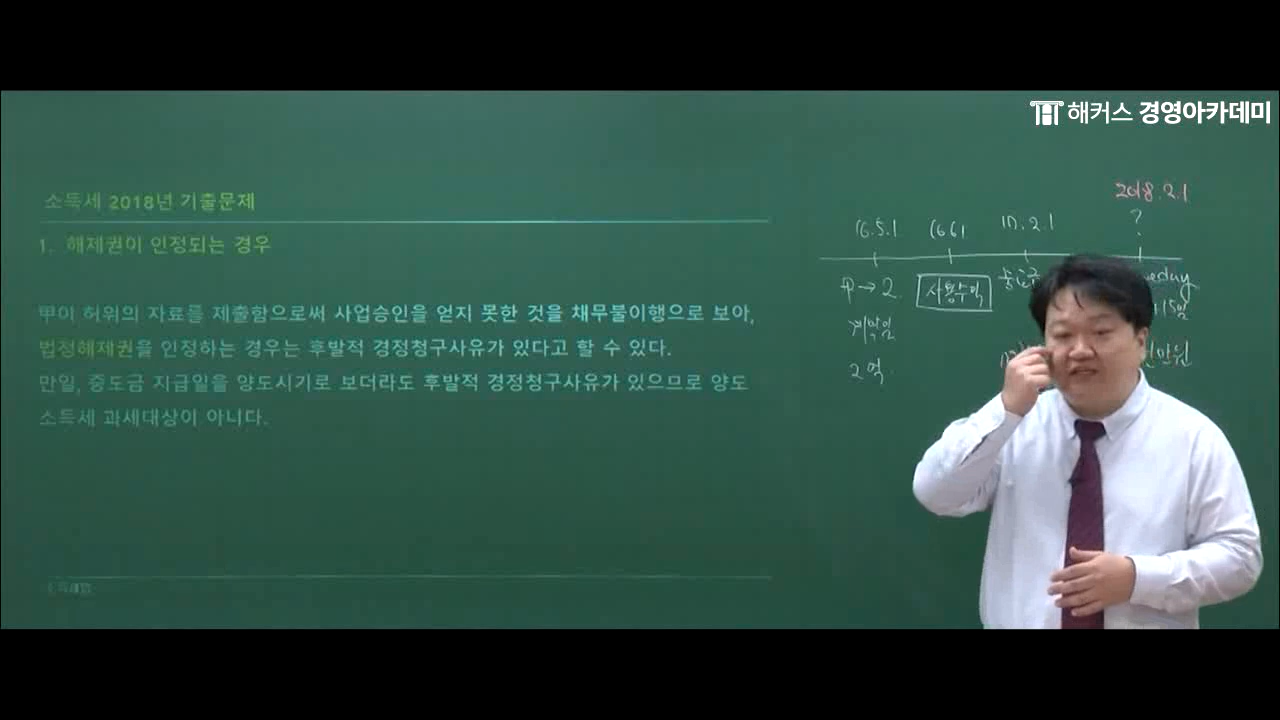 해커스 경영아카데미
소득세 2018년 기출문제
1. 해제권이 인정되는 경우
甲이 허위의 자료를 제출함으로써 사업승인을 얻지 못한 것을 채무불이행으로 보아,
법정해제권을 인정하는 경우는 후발적 경정청구사유가 있다고 할 수 있다.
만일, 중도금 지급일을 양도시기로 보더라도 후발적 경정청구사유가 있으므로 양도
소득세 과세대상이 아니다.
2018.2.1
?
16.5.1
17.2.1
사용수익
계약일
2억